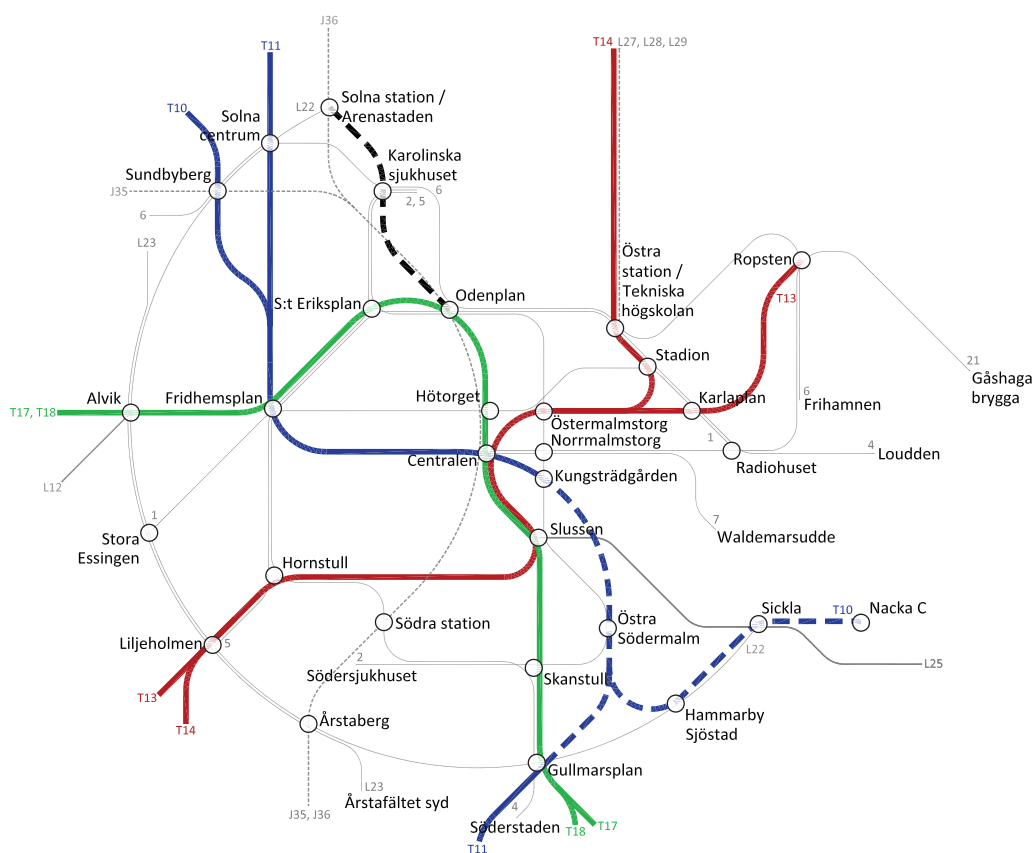 J36
T11
T14 L27, L28, L29
T10
L22
Solna station /
Arenastaden
Solna
centrum
Karolinska
sjukhuset
Sundbyberg
J35
6
2, 5
6
L23
Östra
station /
Tekniska
högskolan
Ropsten
T13
S:t Eriksplan
Odenplan
Stadion
21
Gåshaga
brygga
Alvik
Fridhemsplan
Hötorget
Karlaplan
6
Frihamnen
T17, T18
Östermalmstorg
Norrmalmstorg
1
4
Loudden
Centralen
Radiohuset
Kungsträdgården
L12
1
Stora
Essingen
Slussen
7
Waldemarsudde
Hornstull
Sickla
T10
Nacka C
Södra station
Östra
Södermalm
Liljeholmen
5
2
Södersjukhuset
L22
L25
Skanstull
T13
T14
Årstaberg
Hammarby
Sjöstad
Gullmarsplan
L23
Årstafältet syd
J35, J36
4
Söderstaden
T18
T17
T11